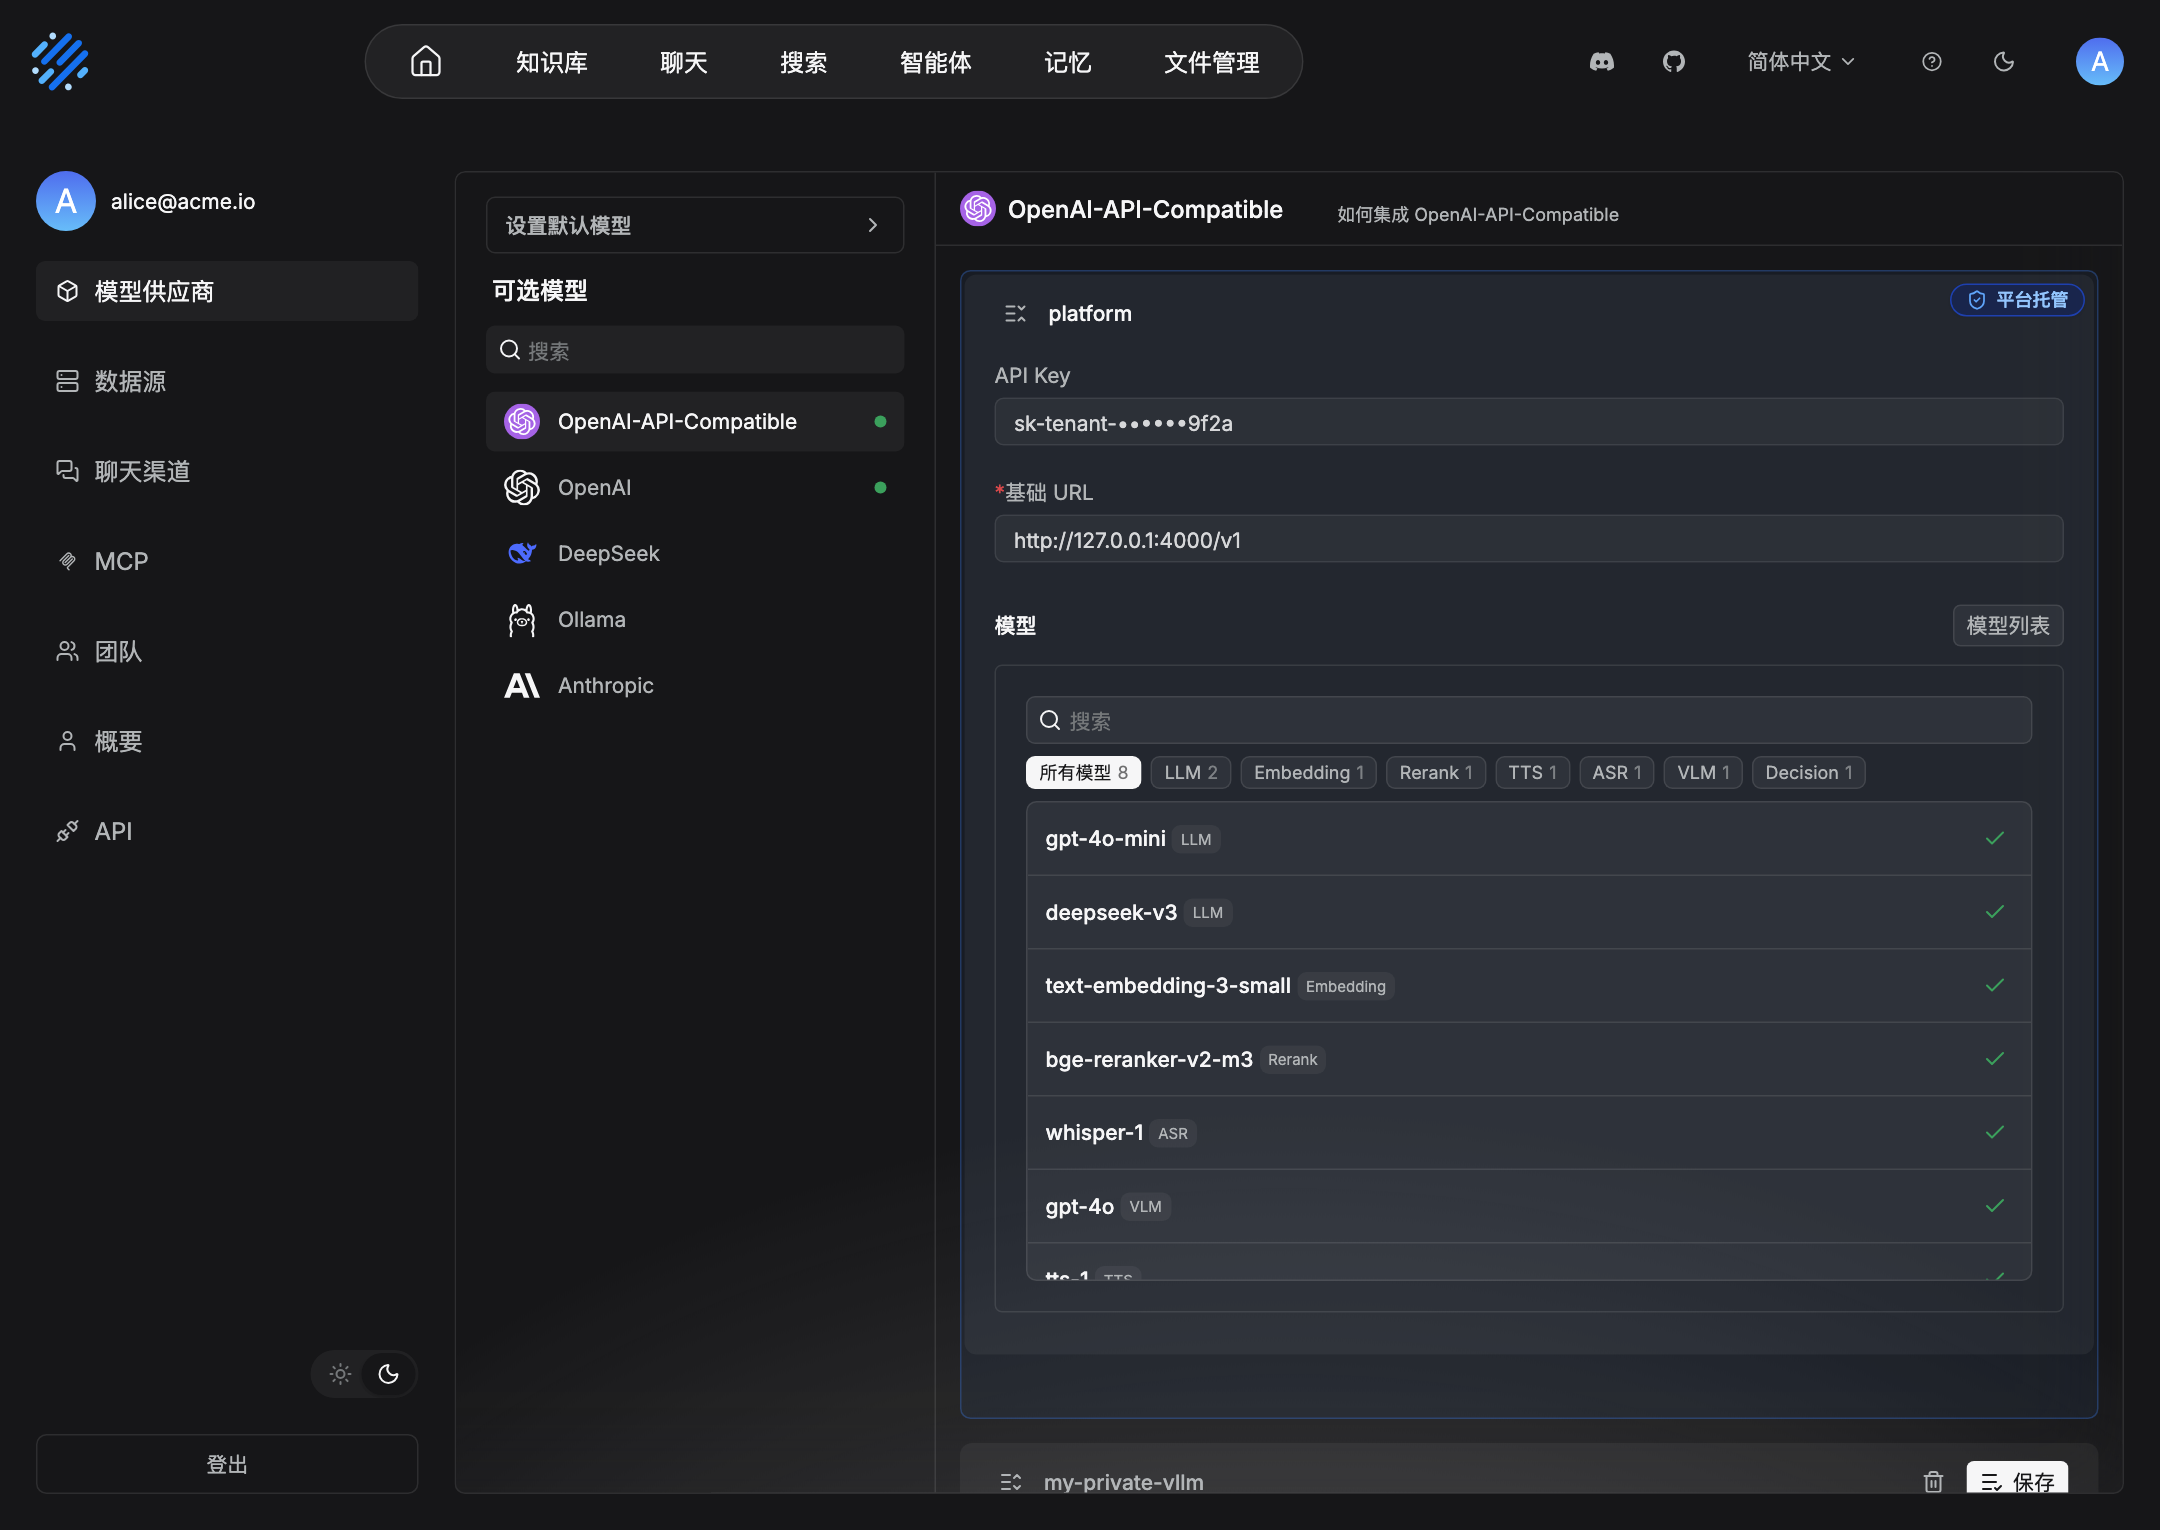 知识库
聊天
搜索
智能体
记忆
文件管理
简体中文
A
A
alice@acme.io
模型供应商
数据源
聊天渠道
MCP
团队
概要
API
登出
设置默认模型
可选模型
搜索
OpenAI-API-Compatible
OpenAI
DeepSeek
Ollama
Anthropic
OpenAI-API-Compatible
如何集成 OpenAI-API-Compatible
platform
平台托管
API Key
sk-tenant-••••••9f2a
*基础 URL
http://127.0.0.1:4000/v1
模型
模型列表
搜索
所有模型 8
LLM 2
Embedding 1
Rerank 1
TTS 1
ASR 1
VLM 1
Decision 1
gpt-4o-mini LLM
deepseek-v3 LLM
text-embedding-3-small Embedding
bge-reranker-v2-m3 Rerank
whisper-1 ASR
gpt-4o VLM
tts-1 TTS
my-private-vllm
保存